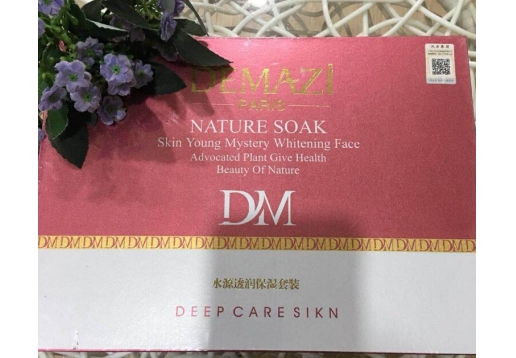 DEMAZI
PARIS
NATURE SOAK
Skin Young Mystery Whitening Face
Advocated Plant Give Health
Beauty Of Nature
DM
DMDMDMDMDMDMDMDMDMDMDMDMDMDMDMDMDMDM
水源透润保湿套装
DEEP CARE SIKN